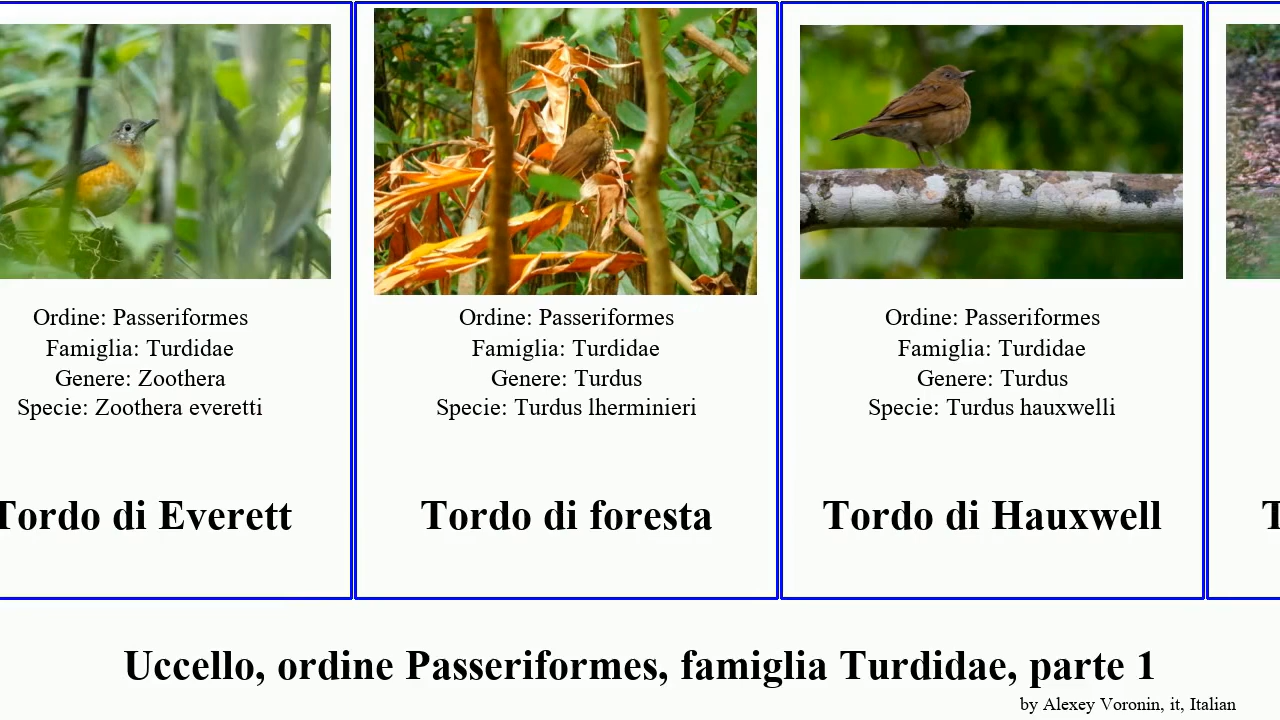 Ordine: Passeriformes
Famiglia: Turdidae
Genere: Zoothera
Specie: Zoothera everetti
Tordo di Everett
Ordine: Passeriformes
Famiglia: Turdidae
Genere: Turdus
Specie: Turdus lherminieri
Tordo di foresta
Ordine: Passeriformes
Famiglia: Turdidae
Genere: Turdus
Specie: Turdus hauxwelli
Tordo di Hauxwell
Uccello, ordine Passeriformes, famiglia Turdidae, parte 1
by Alexey Voronin, it, Italian